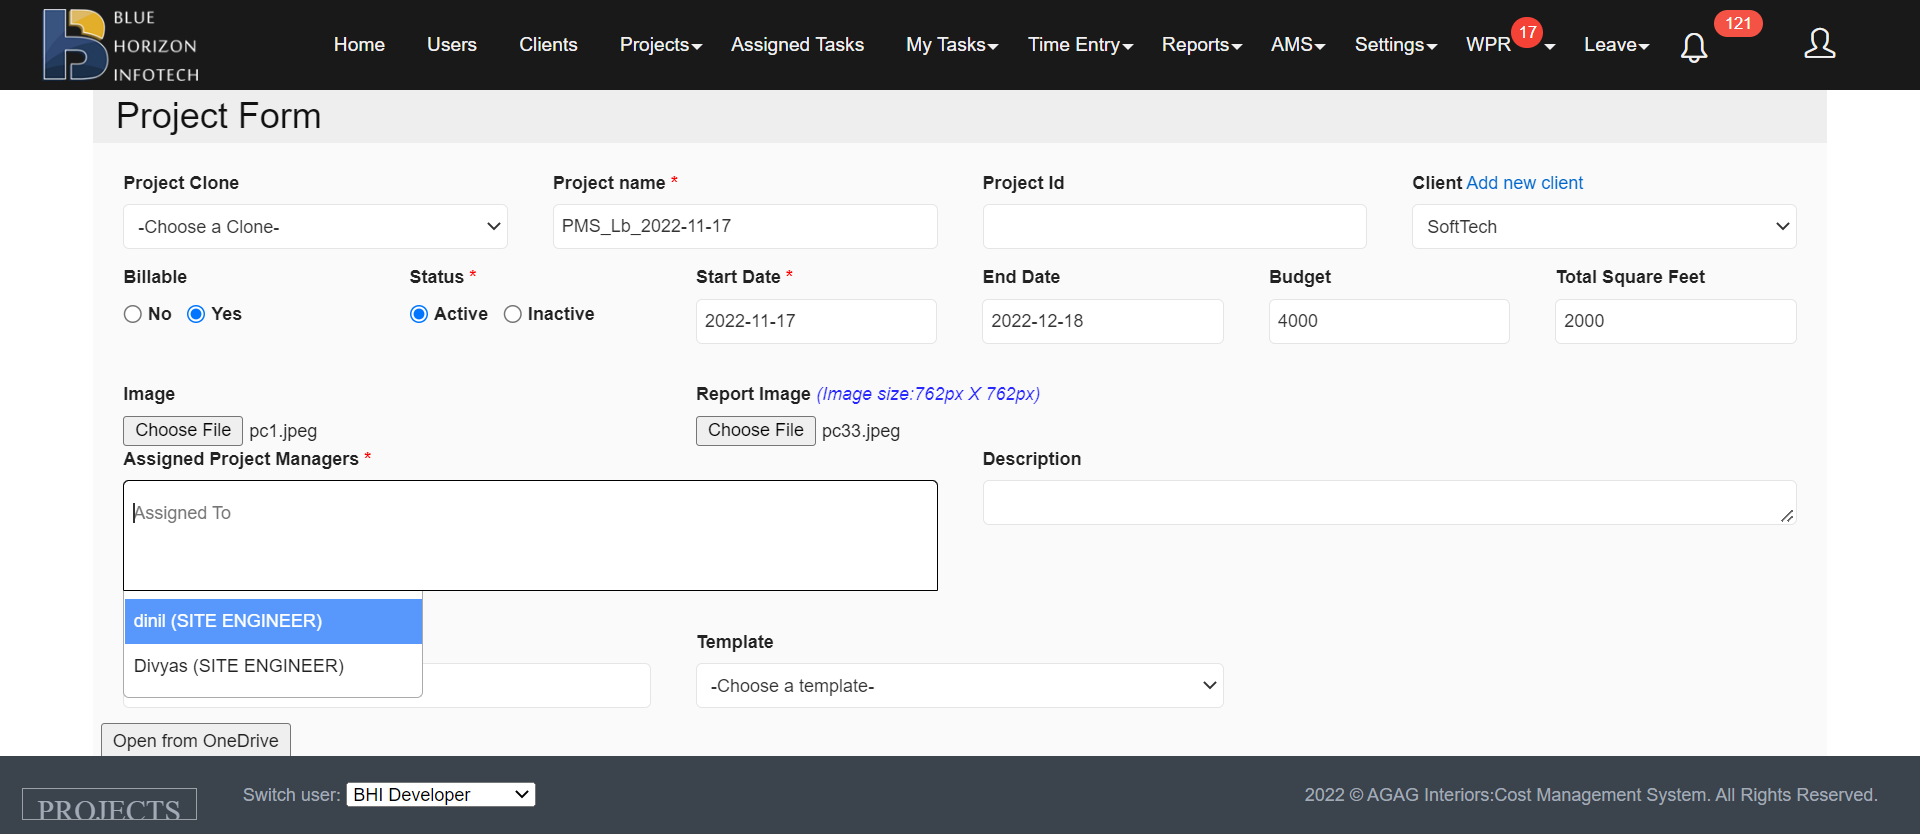 BLUE
HORIZON
INFOTECH
Home Users Clients Projects Assigned Tasks My Tasks Time Entry Reports AMS Settings WPR 17 Leave 121
Project Form
Project Clone Project name * Project Id Client Add new client
-Choose a Clone- PMS_Lb_2022-11-17 SoftTech
Billable Status * Start Date * End Date Budget Total Square Feet
No Yes Active Inactive 2022-11-17 2022-12-18 4000 2000
Image Report Image (Image size:762px X 762px)
Choose File pc1.jpeg Choose File pc33.jpeg
Assigned Project Managers * Description
Assigned To
dinil (SITE ENGINEER)
Divyas (SITE ENGINEER)
Template
-Choose a template-
Open from OneDrive
PROJECTS Switch user: BHI Developer 2022 © AGAG Interiors:Cost Management System. All Rights Reserved.